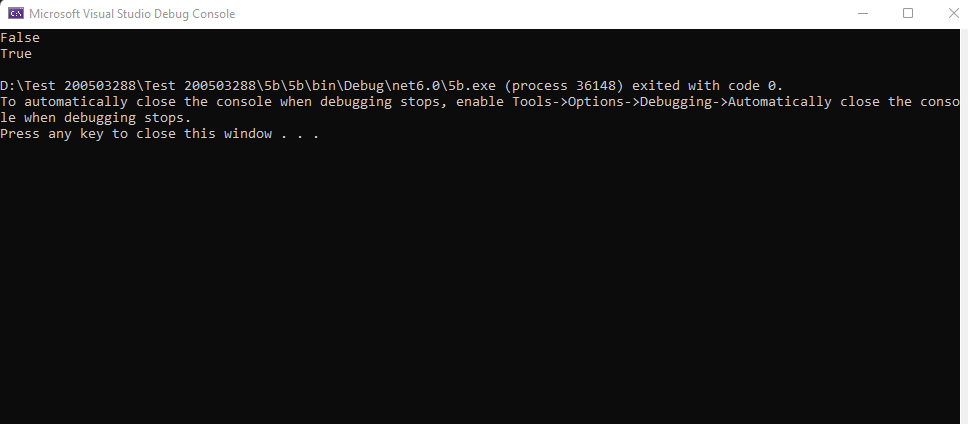 Microsoft Visual Studio Debug Console
False
True
D:\Test 200503288\Test 200503288\5b\5b\bin\Debug\net6.0\5b.exe (process 36148) exited with code 0.
To automatically close the console when debugging stops, enable Tools->Options->Debugging->Automatically close the conso
le when debugging stops.
Press any key to close this window . . .